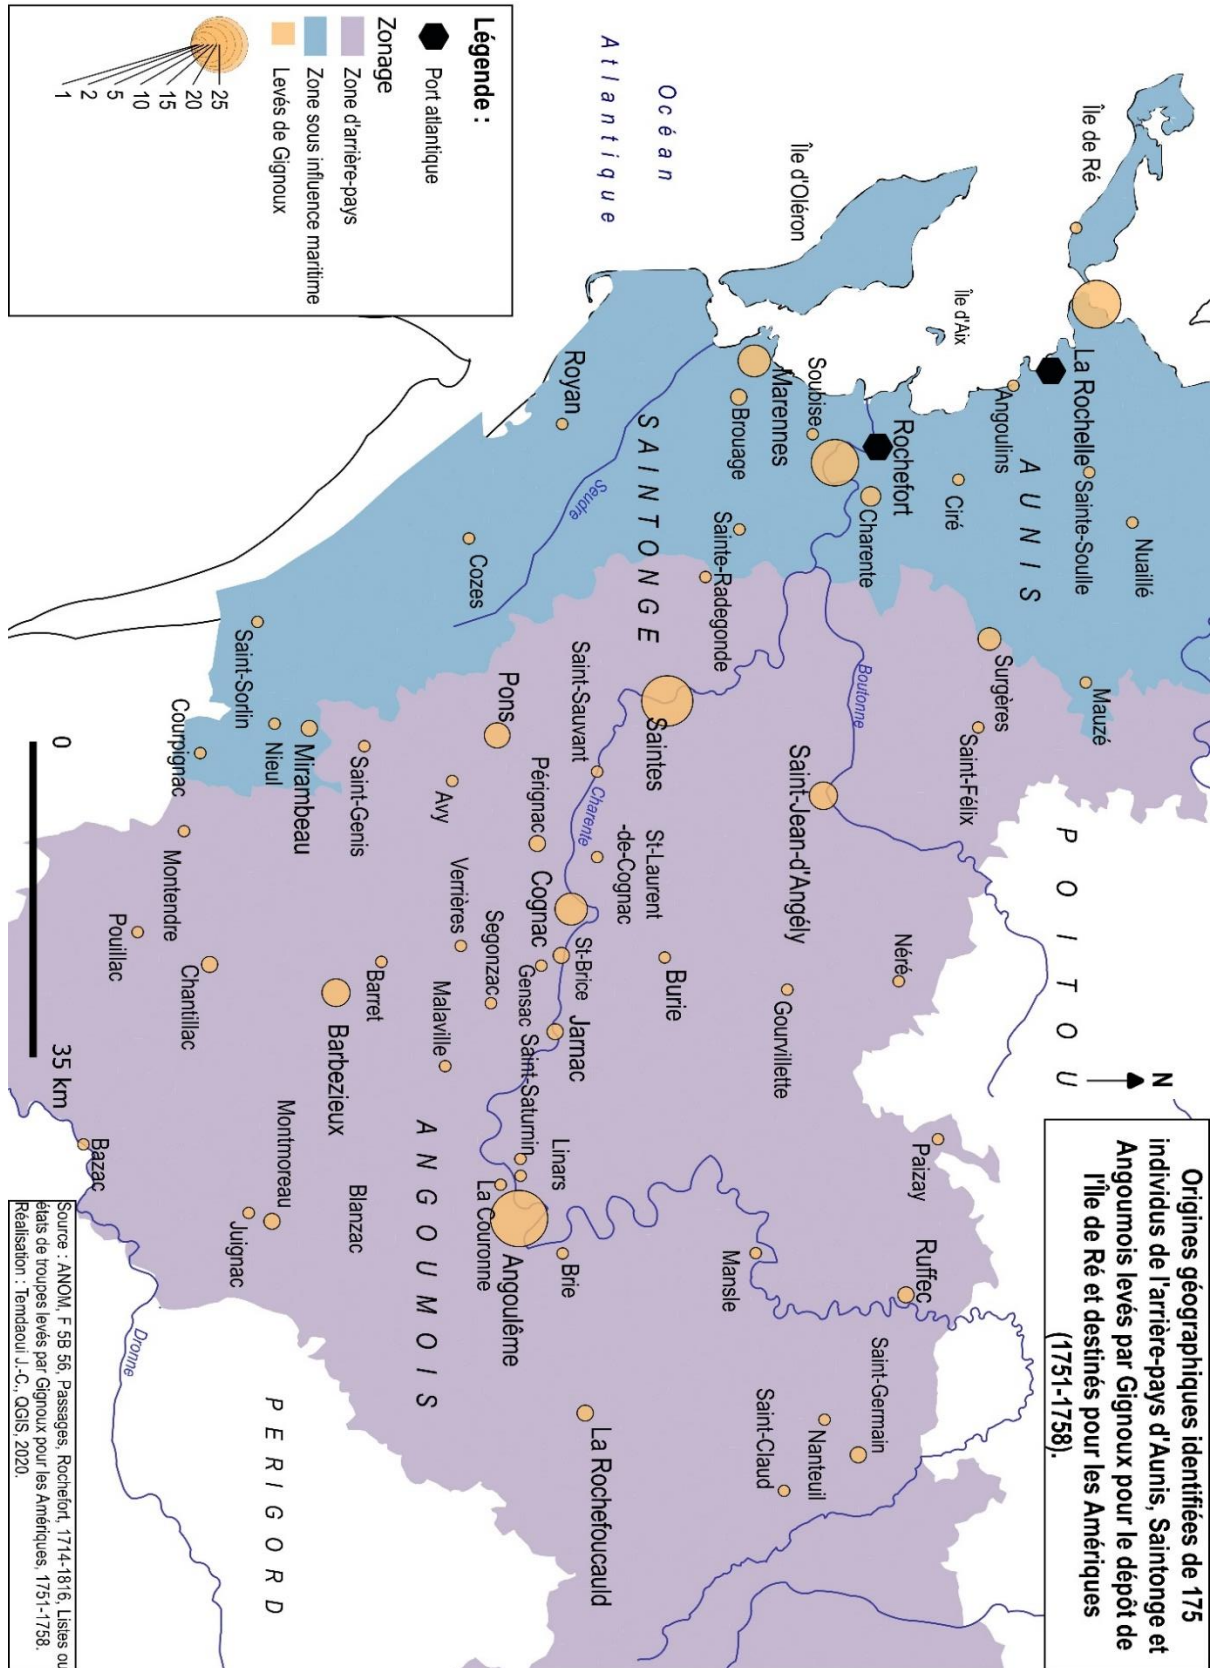 Origines géographiques identifiées de 175
individus de l'arrière-pays d'Aunis, Saintonge et
Angoumois levés par Gignoux pour le dépôt de
l'Île de Ré et destinés pour les Amériques
(1751-1758).
N
Légende :
Port atlantique
Zonage
Zone d'arrière-pays
Zone sous influence maritime
Levés de Gignoux
25
20
15
10
5
2
1
Océan
Atlantique
Île de Ré
Île d'Oléron
Île d'Aix
La Rochelle
Sainte-Soulle
Nuaillé
Angoulins
AUNIS
Ciré
Mauzé
Surgères
Saint-Félix
POITOU
Rochefort
Charente
Soubise
Marennes
Brouage
Sainte-Radegonde
SAINTONGE
Royan
Seudre
Cozes
Boutonne
Saint-Jean-d'Angély
Néré
Gourvillette
Paizay
Ruffec
Mansle
Saint-Germain
Nanteuil
Saint-Claud
Saintes
Saint-Sauvant
Charente
St-Laurent
-de-Cognac
Burie
Pons
Pérignac
Cognac
St-Brice
Gensac
Jarnac
Segonzac
Saint-Saturnin
Linars
La Couronne
Angoulême
Brie
La Rochefoucauld
Avy
Verrières
Malaville
ANGOUMOIS
Saint-Genis
Mirambeau
Nieul
Saint-Sorlin
Courpignac
Montendre
Pouillac
Chantillac
Barret
Barbezieux
Blanzac
Montmoreau
Juignac
Bazac
Dronne
PERIGORD
0
35 km
Source : ANOM, F 5B 56, Passages, Rochefort, 1714-1816, Listes ou
états de troupes levés par Gignoux pour les Amériques, 1751-1758.
Réalisation : Temdaoui J.-C., QGIS, 2020.